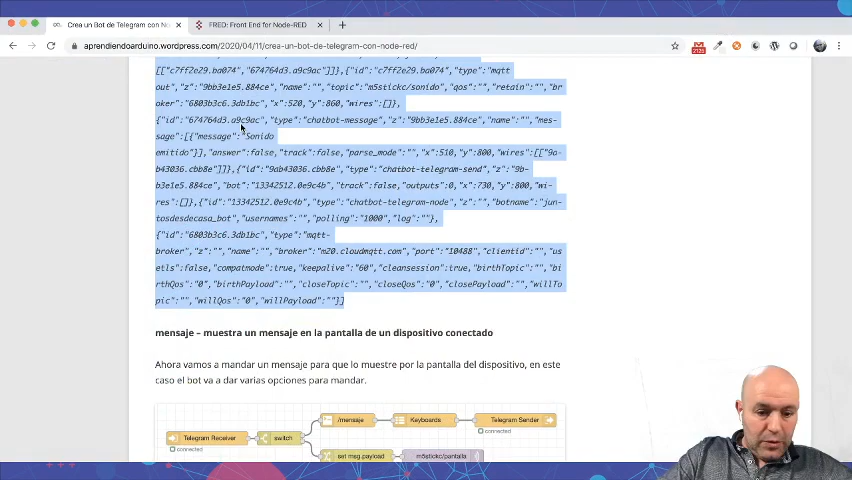 Crea un Bot de Telegram con No
FRED: Front End for Node-RED
aprendiendoarduino.wordpress.com/2020/04/11/crea-un-bot-de-telegram-con-node-red/
[["c7ff2e29.ba074","674764d3.a9c9ac"]]},{"id":"c7ff2e29.ba074","type":"mqtt
out","z":"9bb3e1e5.884ce","name":"","topic":"m5stickc/sonido","qos":"","retain":"","br
oker":"6803b3c6.3db1bc","x":520,"y":860,"wires":[]},
{"id":"674764d3.a9c9ac","type":"chatbot-message","z":"9bb3e1e5.884ce","name":"","mes-
sage":[{"message":"Sonido
emitido"}],"answer":false,"track":false,"parse_mode":"","x":510,"y":800,"wires":[["9a-
b43036.cbb8e"]]},{"id":"9ab43036.cbb8e","type":"chatbot-telegram-send","z":"9b-
b3e1e5.884ce","bot":"13342512.0e9c4b","track":false,"outputs":0,"x":730,"y":800,"wi-
res":[]},{"id":"13342512.0e9c4b","type":"chatbot-telegram-node","z":"","botname":"jun-
tosdesdecasa_bot","usernames":"","polling":"1000","log":""},
{"id":"6803b3c6.3db1bc","type":"mqtt-
broker","z":"","name":"","broker":"m20.cloudmqtt.com","port":"10488","clientid":"","us
etls":false,"compatmode":true,"keepalive":"60","cleansession":true,"birthTopic":"","bi
rthQos":"0","birthPayload":"","closeTopic":"","closeQos":"0","closePayload":"","willTo
pic":"","willQos":"0","willPayload":""}]
mensaje – muestra un mensaje en la pantalla de un dispositivo conectado
Ahora vamos a mandar un mensaje para que lo muestre por la pantalla del dispositivo, en este
caso el bot va a dar varias opciones para mandar.
/mensaje Keyboards Telegram Sender
connected
Telegram Receiver switch
connected
set msg.payload m5stickc/pantalla